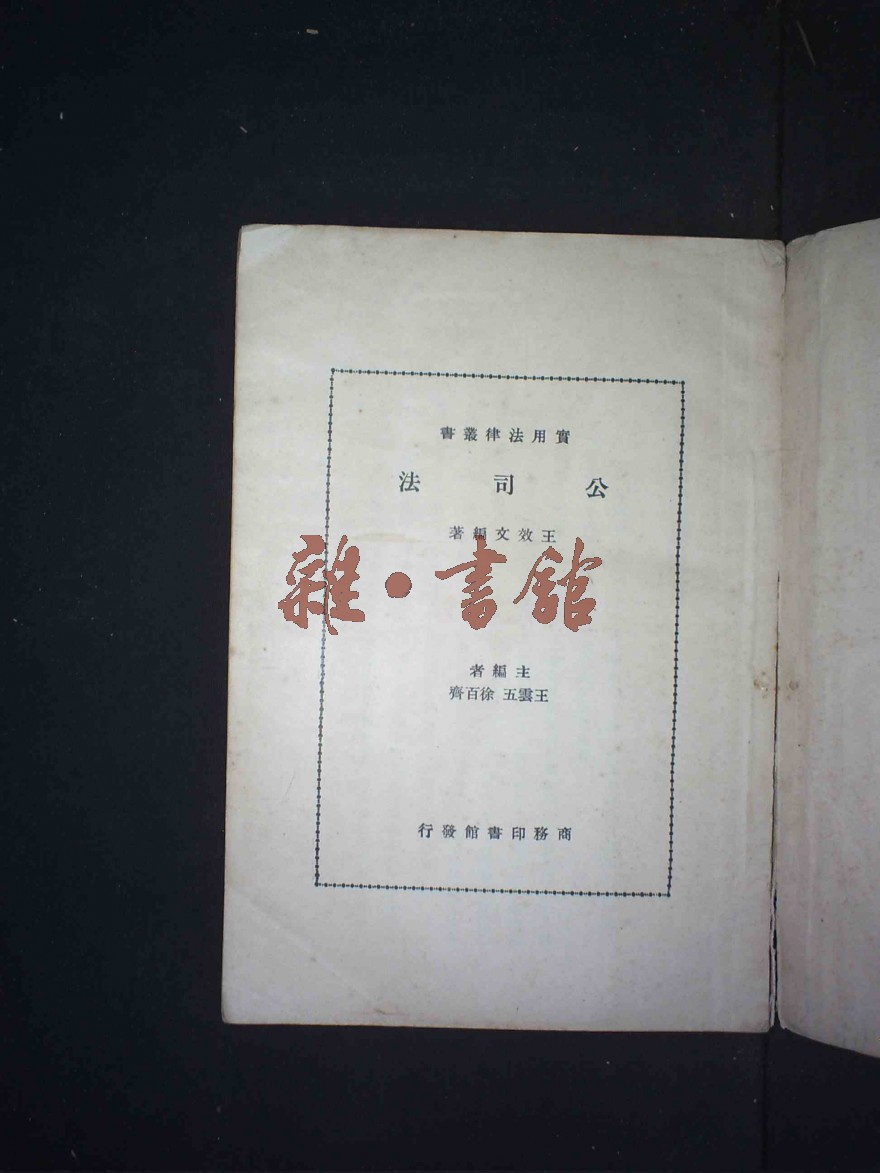 實用法律叢書
公司法
王效文編著
雜·書館
主編者
王雲五 徐百齊
商務印書館發行